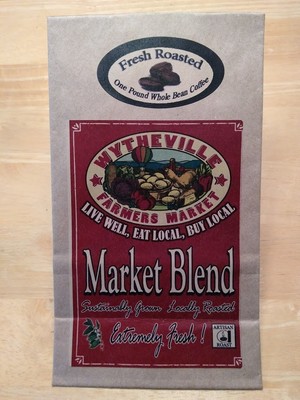 Fresh Roasted
One Pound Whole Bean Coffee
WYTHEVILLE
FARMERS MARKET
LIVE WELL, EAT LOCAL, BUY LOCAL
Market Blend
Sustainably Grown Locally Roasted
Extremely Fresh!
ARTISAN
ROAST